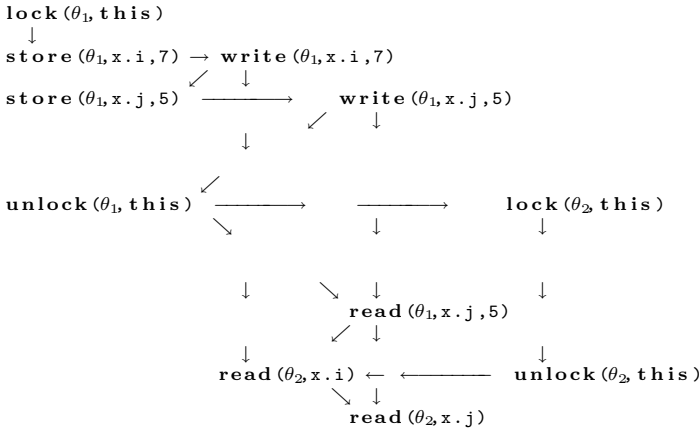 lock(θ₁, this)
↓
store(θ₁,x.i,7) → write(θ₁,x.i,7)
↙ ↓
store(θ₁,x.j,5) ⟶ write(θ₁,x.j,5)
↙ ↓
↓
↙
unlock(θ₁, this) ⟶ ⟶ lock(θ₂, this)
↘ ↓ ↓
↓ ↘ ↓ ↓
read(θ₁,x.j,5)
↙ ↓
↓ ↓
read(θ₂,x.i) ← ⟵ unlock(θ₂, this)
↘ ↓
read(θ₂,x.j)